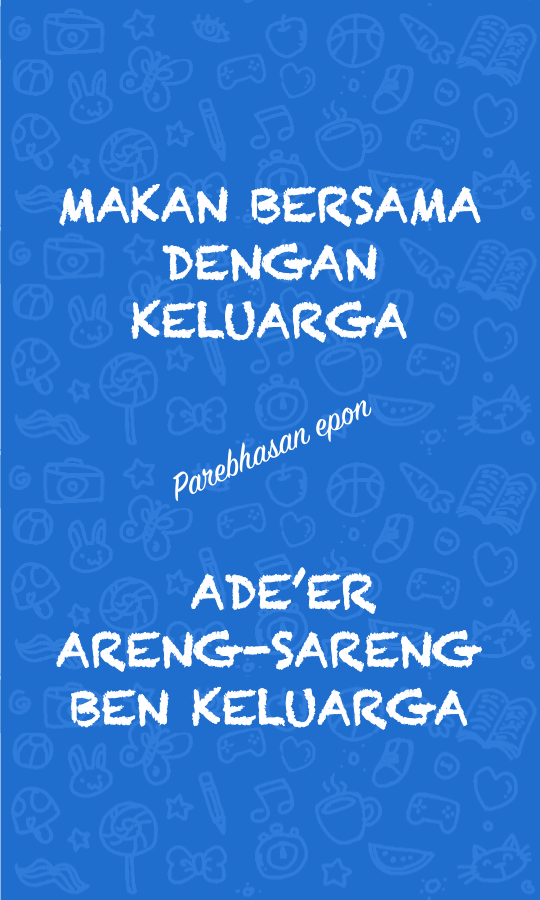 MAKAN BERSAMA
DENGAN
KELUARGA
Parebhasan epon
ADE'ER
ARENG-SARENG
BEN KELUARGA